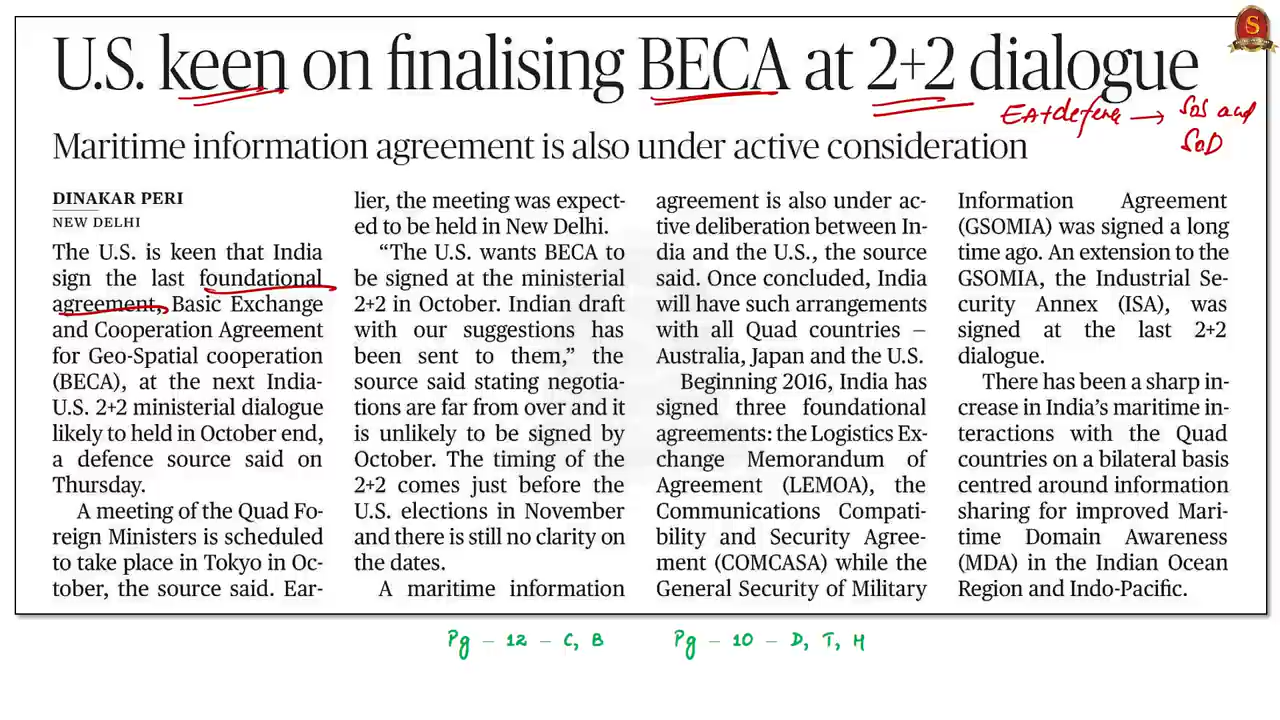 S
U.S. keen on finalising BECA at 2+2 dialogue
EA+defence → SoS and
SoD
Maritime information agreement is also under active consideration
DINAKAR PERI
NEW DELHI
The U.S. is keen that India
sign the last foundational
agreement, Basic Exchange
and Cooperation Agreement
for Geo-Spatial cooperation
(BECA), at the next India-
U.S. 2+2 ministerial dialogue
likely to held in October end,
a defence source said on
Thursday.
A meeting of the Quad Fo-
reign Ministers is scheduled
to take place in Tokyo in Oc-
tober, the source said. Ear-
lier, the meeting was expect-
ed to be held in New Delhi.
“The U.S. wants BECA to
be signed at the ministerial
2+2 in October. Indian draft
with our suggestions has
been sent to them,” the
source said stating negotia-
tions are far from over and it
is unlikely to be signed by
October. The timing of the
2+2 comes just before the
U.S. elections in November
and there is still no clarity on
the dates.
A maritime information
agreement is also under ac-
tive deliberation between In-
dia and the U.S., the source
said. Once concluded, India
will have such arrangements
with all Quad countries –
Australia, Japan and the U.S.
Beginning 2016, India has
signed three foundational
agreements: the Logistics Ex-
change Memorandum of
Agreement (LEMOA), the
Communications Compati-
bility and Security Agree-
ment (COMCASA) while the
General Security of Military
Information Agreement
(GSOMIA) was signed a long
time ago. An extension to the
GSOMIA, the Industrial Se-
curity Annex (ISA), was
signed at the last 2+2
dialogue.
There has been a sharp in-
crease in India’s maritime in-
teractions with the Quad
countries on a bilateral basis
centred around information
sharing for improved Mari-
time Domain Awareness
(MDA) in the Indian Ocean
Region and Indo-Pacific.
Pg – 12 – C, B
Pg – 10 – D, T, H